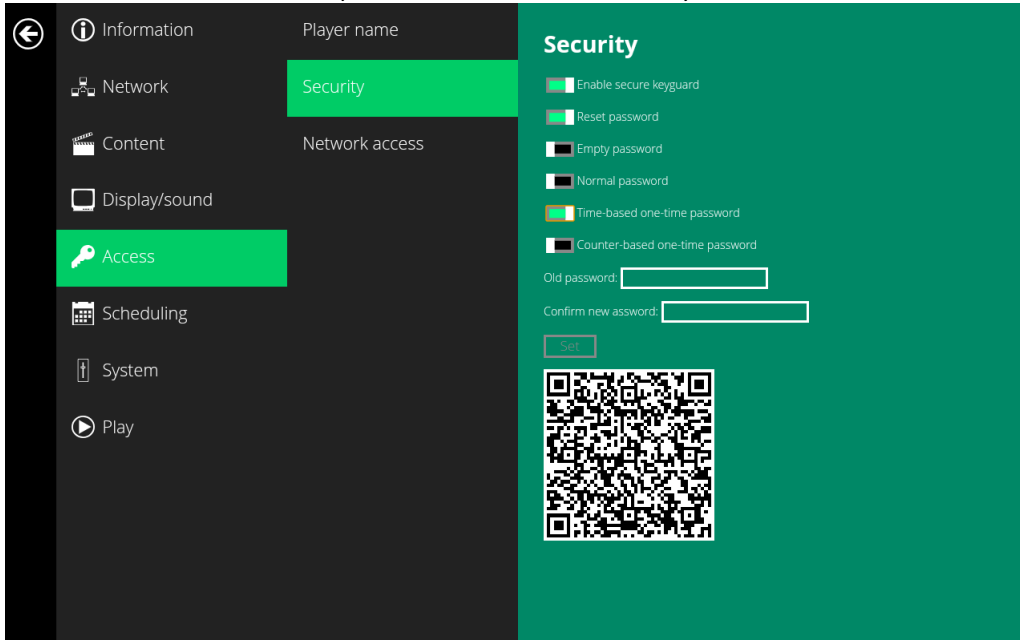 Information
Network
Content
Display/sound
Access
Scheduling
System
Play
Player name
Security
Network access
Security
Enable secure keyguard
Reset password
Empty password
Normal password
Time-based one-time password
Counter-based one-time password
Old password:
Confirm new assword:
Set